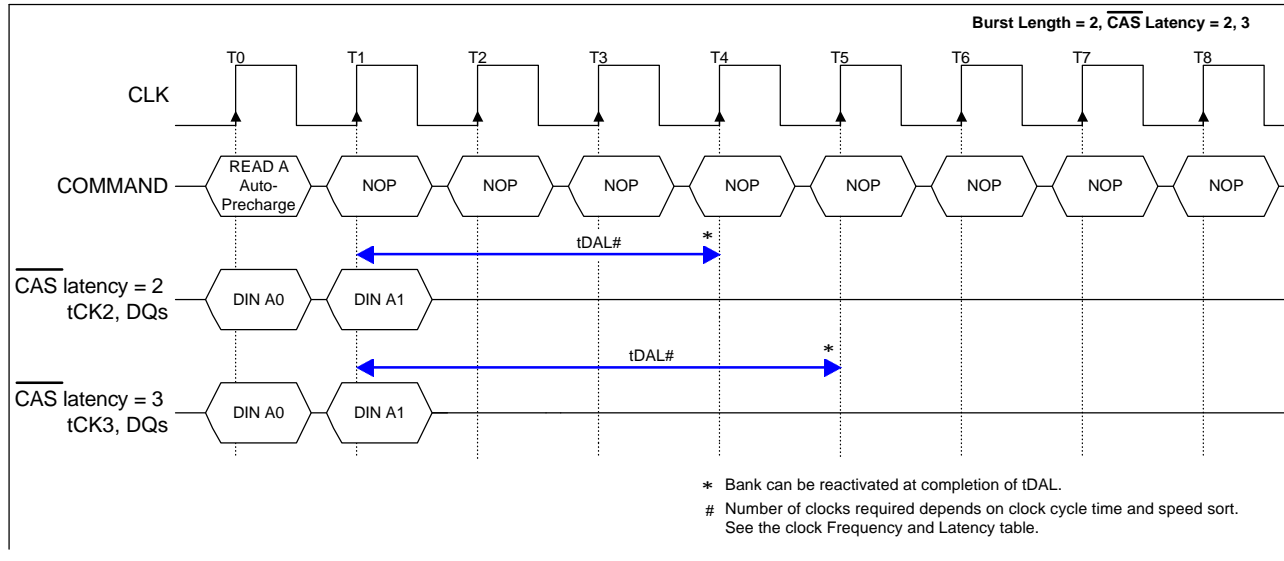 Burst Length = 2, CAS Latency = 2, 3
T0 T1 T2 T3 T4 T5 T6 T7 T8
CLK
COMMAND
READ A
Auto-
Precharge
NOP NOP NOP NOP NOP NOP NOP NOP
tDAL# *
CAS latency = 2
tCK2, DQs
DIN A0 DIN A1
tDAL# *
CAS latency = 3
tCK3, DQs
DIN A0 DIN A1
* Bank can be reactivated at completion of tDAL.
# Number of clocks required depends on clock cycle time and speed sort.
See the clock Frequency and Latency table.